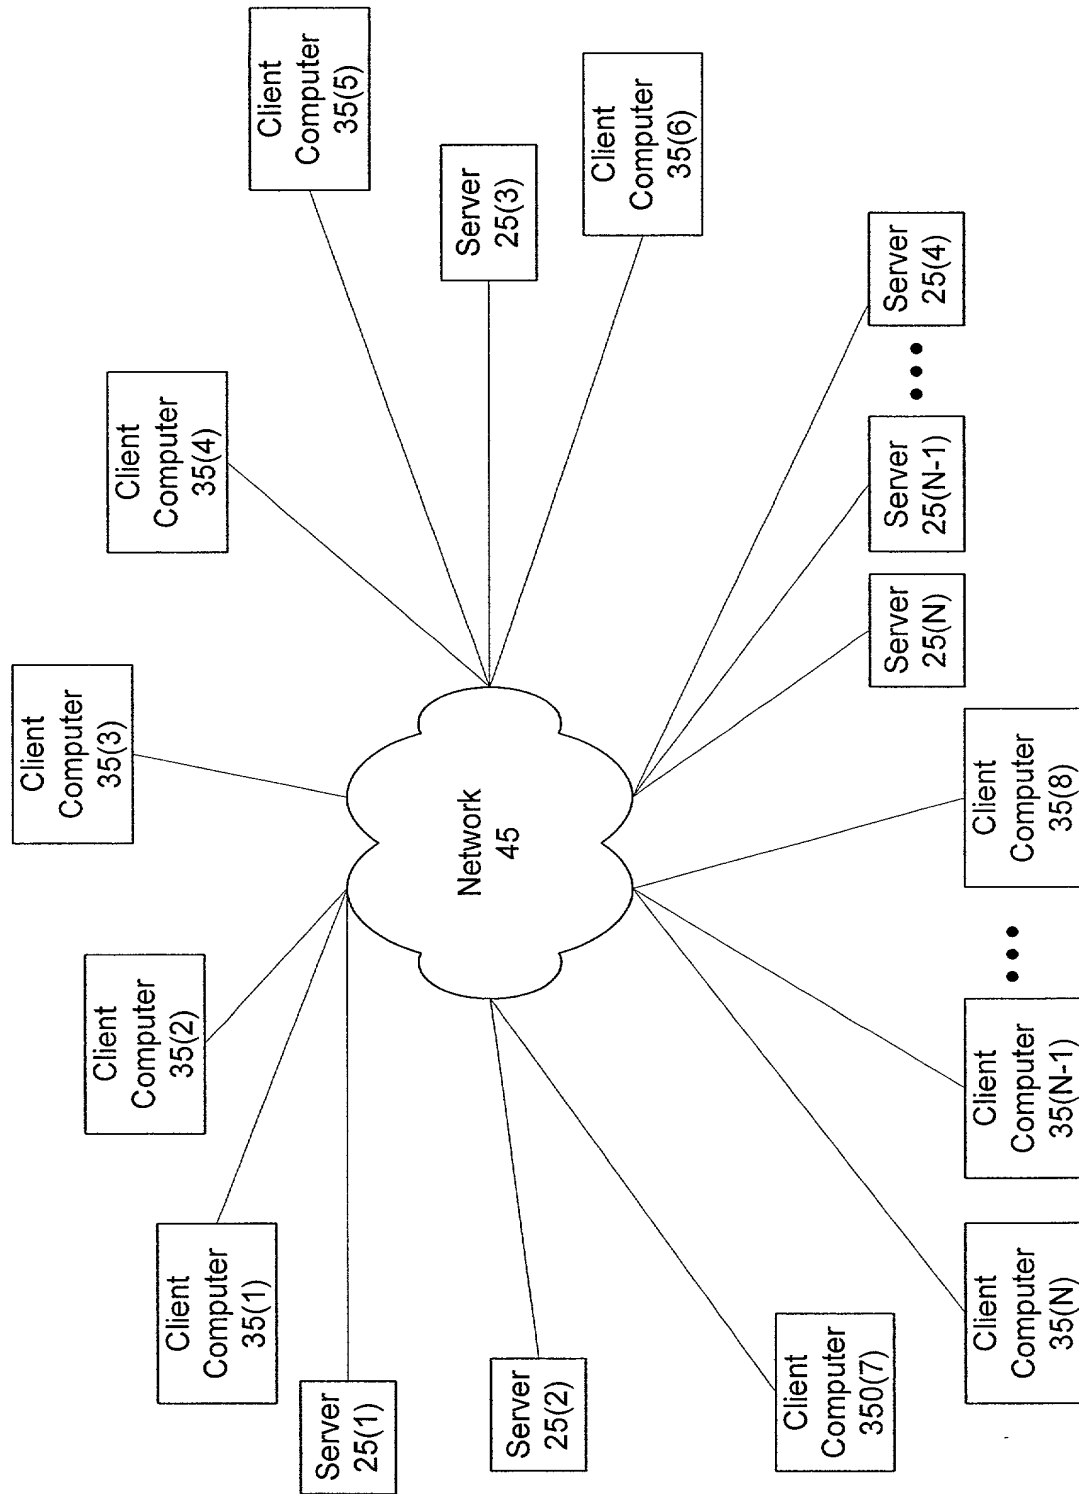 Client
Computer
35(3)
Client
Computer
35(4)
Client
Computer
35(2)
Client
Computer
35(5)
Client
Computer
35(1)
Server
25(3)
Server
25(1)
Client
Computer
35(6)
Network
45
Server
25(2)
Client
Computer
350(7)
Server
25(4)
Server
25(N-1)
Server
25(N)
Client
Computer
35(8)
Client
Computer
35(N-1)
Client
Computer
35(N)